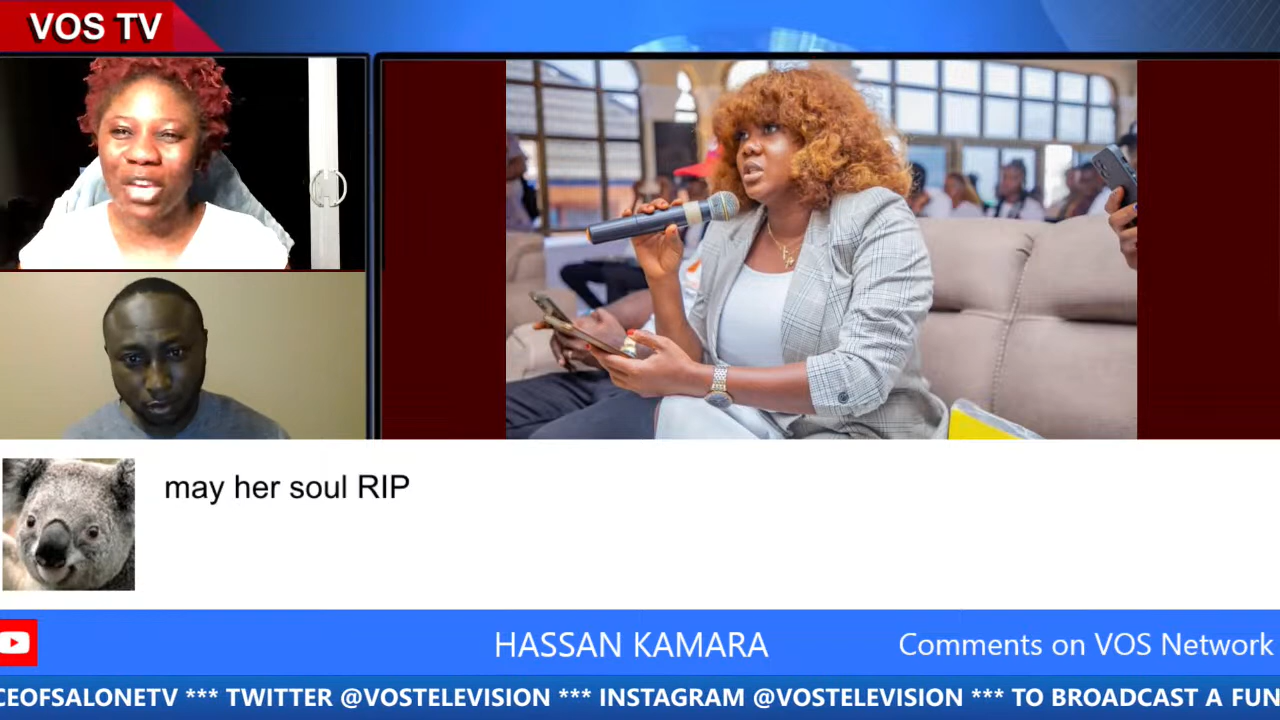 VOS TV
may her soul RIP
HASSAN KAMARA
Comments on VOS Network
CEOFSALONETV *** TWITTER @VOSTELEVISION *** INSTAGRAM @VOSTELEVISION *** TO BROADCAST A FUN